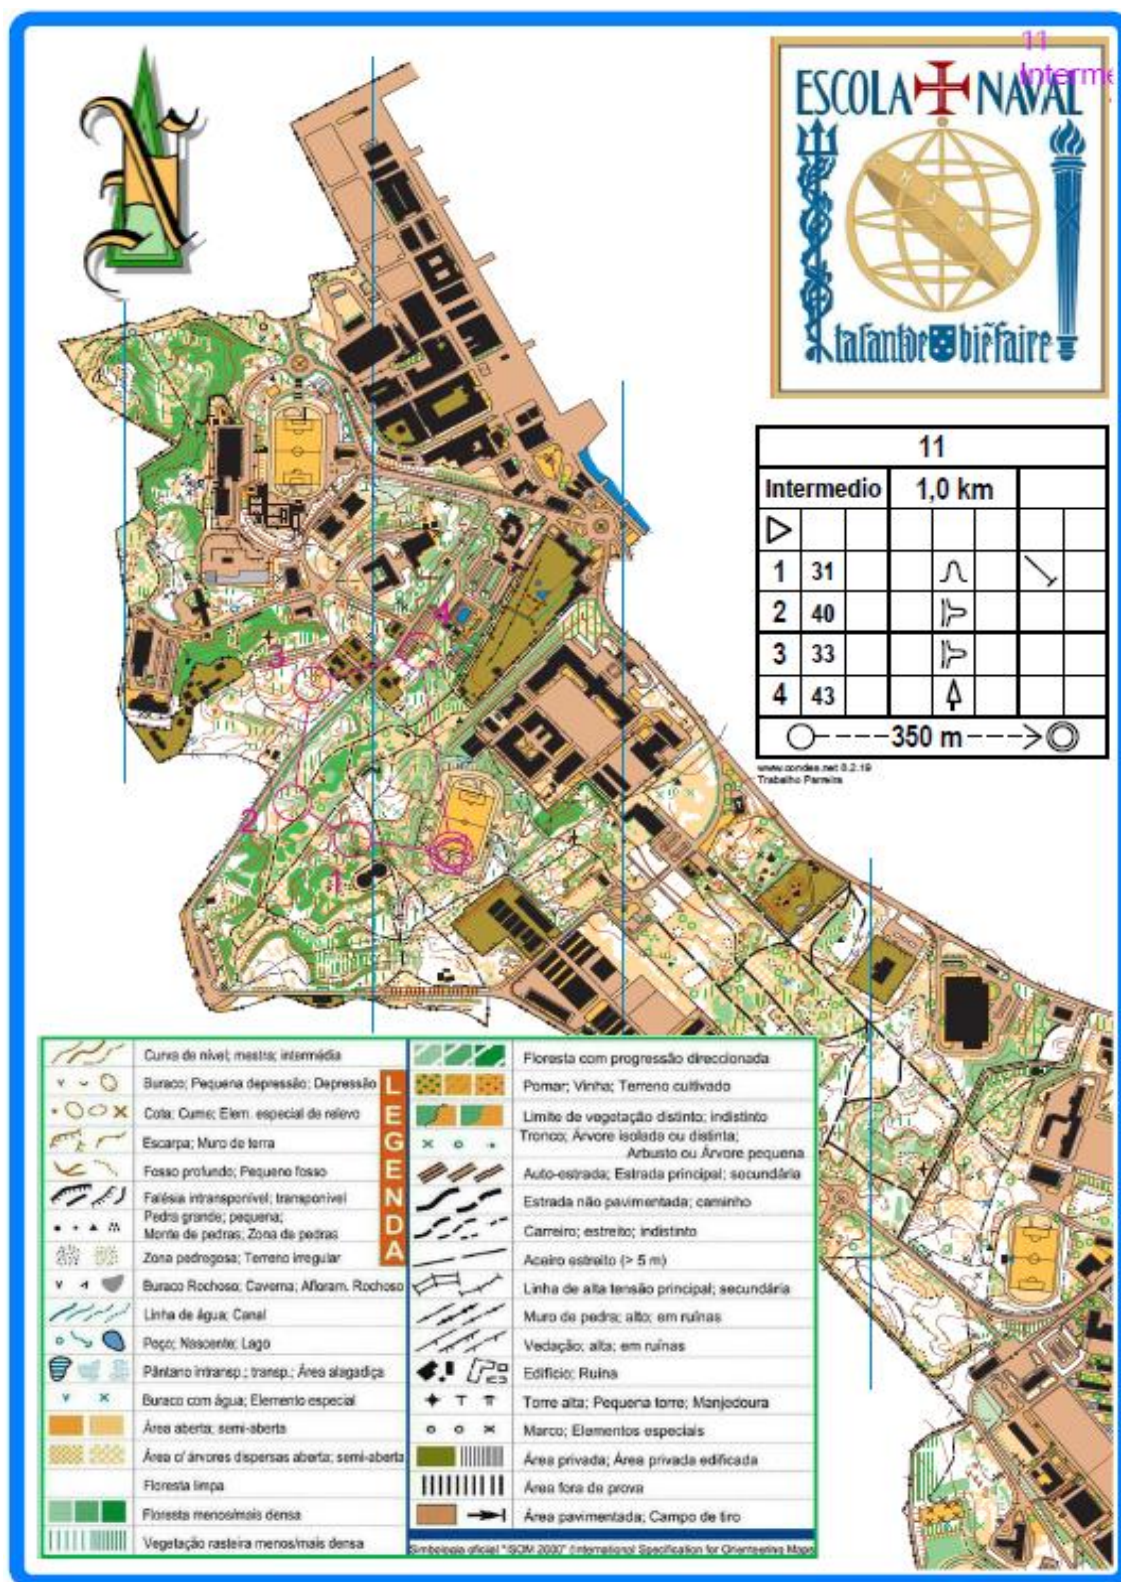 11
Interme
ESCOLA NAVAL
talantde biẽfaire
11
Intermedio 1,0 km
1 31
2 40
3 33
4 43
350 m
www.condes.net 8.2.19
Trabalho Parreira
4
3
2
1
LEGENDA
Curva de nível; mestra; intermédia
Buraco; Pequena depressão; Depressão
Cota; Cume; Elem. especial de relevo
Escarpa; Muro de terra
Fosso profundo; Pequeno fosso
Falésia intransponível; transponível
Pedra grande; pequena;
Monte de pedras; Zona de pedras
Zona pedregosa; Terreno irregular
Buraco Rochoso; Caverna; Afloram. Rochoso
Linha de água; Canal
Poço; Nascente; Lago
Pântano intransp.; transp.; Área alagadiça
Buraco com água; Elemento especial
Área aberta; semi-aberta
Área c/ árvores dispersas aberta; semi-aberta
Floresta limpa
Floresta menos/mais densa
Vegetação rasteira menos/mais densa
Floresta com progressão direccionada
Pomar; Vinha; Terreno cultivado
Limite de vegetação distinto; indistinto
Tronco; Árvore isolada ou distinta;
Arbusto ou Árvore pequena
Auto-estrada; Estrada principal; secundária
Estrada não pavimentada; caminho
Carreiro; estreito; indistinto
Aceiro estreito (> 5 m)
Linha de alta tensão principal; secundária
Muro de pedra; alto; em ruínas
Vedação; alta; em ruínas
Edifício; Ruína
Torre alta; Pequena torre; Manjedoura
Marco; Elementos especiais
Área privada; Área privada edificada
Área fora de prova
Área pavimentada; Campo de tiro
Simbologia oficial "ISOM 2000" (International Specification for Orienteering Maps